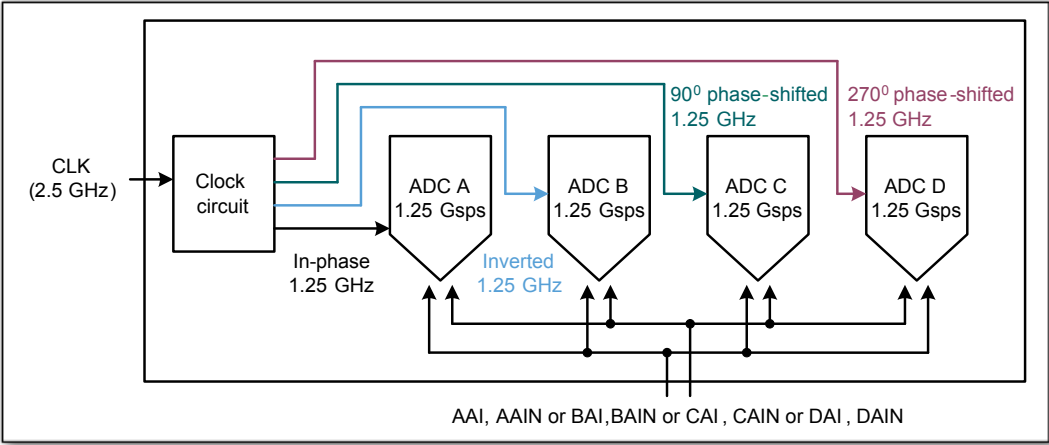 90⁰ phase-shifted
1.25 GHz
270⁰ phase-shifted
1.25 GHz
CLK
(2.5 GHz)
Clock
circuit
ADC A
1.25 Gsps
ADC B
1.25 Gsps
ADC C
1.25 Gsps
ADC D
1.25 Gsps
In-phase
1.25 GHz
Inverted
1.25 GHz
AAI, AAIN or BAI,BAIN or CAI , CAIN or DAI , DAIN